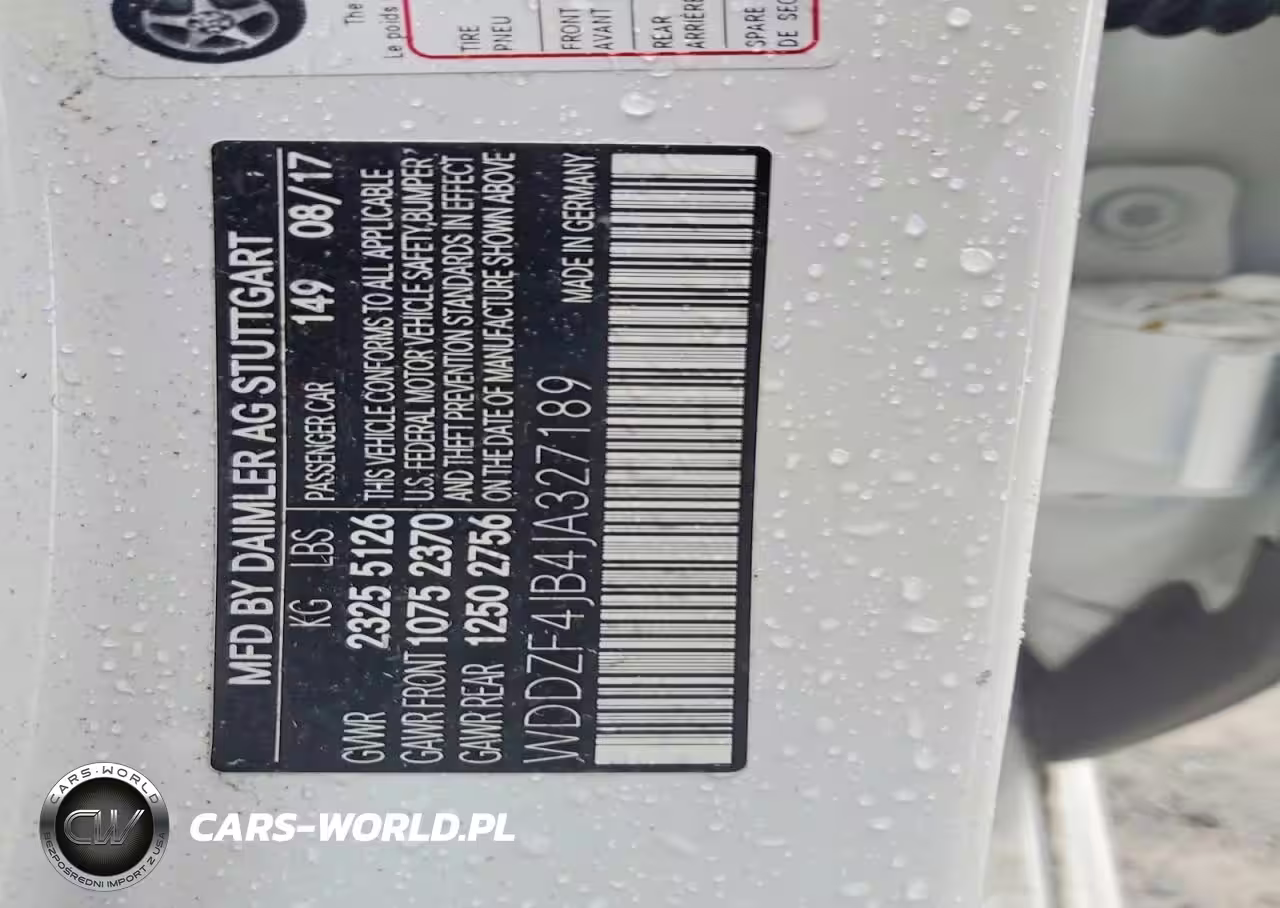 The
Le poids
TIRE
PNEU
FRONT
AVANT
REAR
ARRIÈRE
SPARE
DE SEC
MFD BY DAIMLER AG STUTTGART
KG LBS PASSENGER CAR 149 08/17
GWWR 2325 5126
GAWR FRONT 1075 2370
GAWR REAR 1250 2756
THIS VEHICLE CONFORMS TO ALL APPLICABLE
U.S. FEDERAL MOTOR VEHICLE SAFETY, BUMPER,
AND THEFT PREVENTION STANDARDS IN EFFECT
ON THE DATE OF MANUFACTURE SHOWN ABOVE
WDDZF4JB4JA327189 MADE IN GERMANY
CARS-WORLD
CW
BEZPOŚREDNI IMPORT Z USA
CARS-WORLD.PL